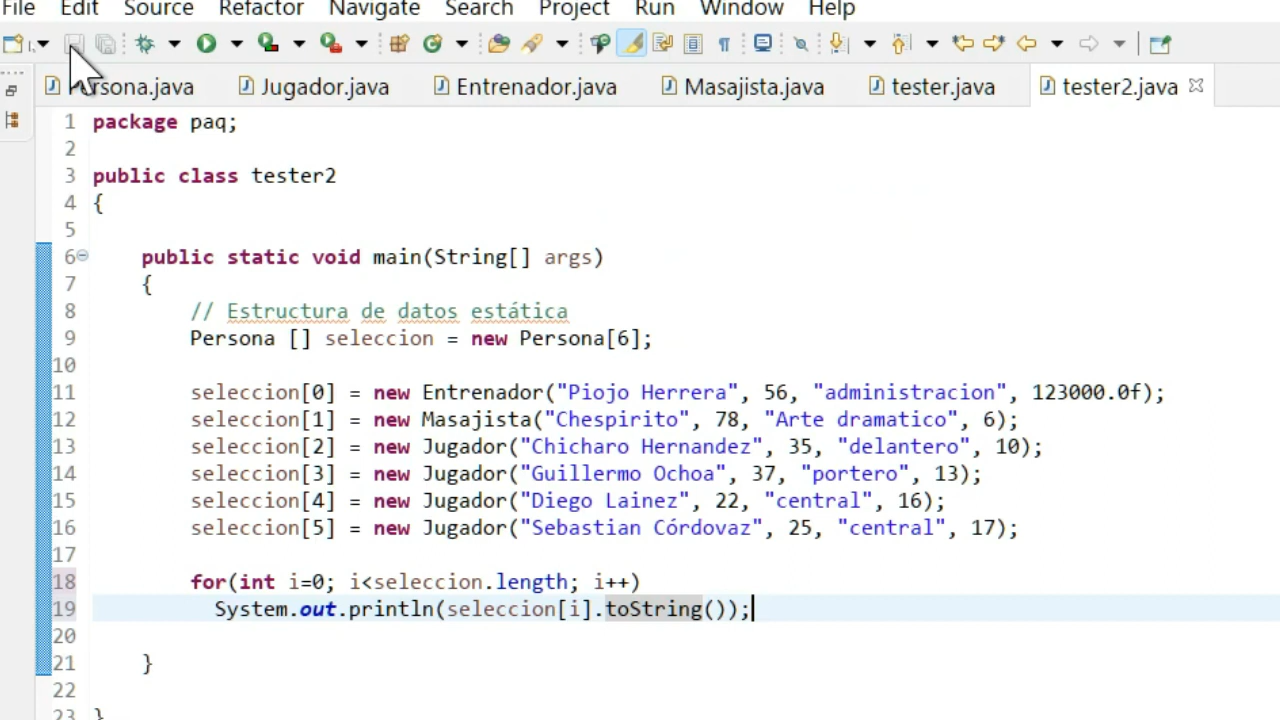 File Edit Source Refactor Navigate Search Project Run Window Help
Persona.java Jugador.java Entrenador.java Masajista.java tester.java tester2.java
1 package paq;
2
3 public class tester2
4 {
5
6 public static void main(String[] args)
7 {
8 // Estructura de datos estática
9 Persona [] seleccion = new Persona[6];
10
11 seleccion[0] = new Entrenador("Piojo Herrera", 56, "administracion", 123000.0f);
12 seleccion[1] = new Masajista("Chespirito", 78, "Arte dramatico", 6);
13 seleccion[2] = new Jugador("Chicharo Hernandez", 35, "delantero", 10);
14 seleccion[3] = new Jugador("Guillermo Ochoa", 37, "portero", 13);
15 seleccion[4] = new Jugador("Diego Lainez", 22, "central", 16);
16 seleccion[5] = new Jugador("Sebastian Córdovaz", 25, "central", 17);
17
18 for(int i=0; i<seleccion.length; i++)
19 System.out.println(seleccion[i].toString());
20
21 }
22
23 }